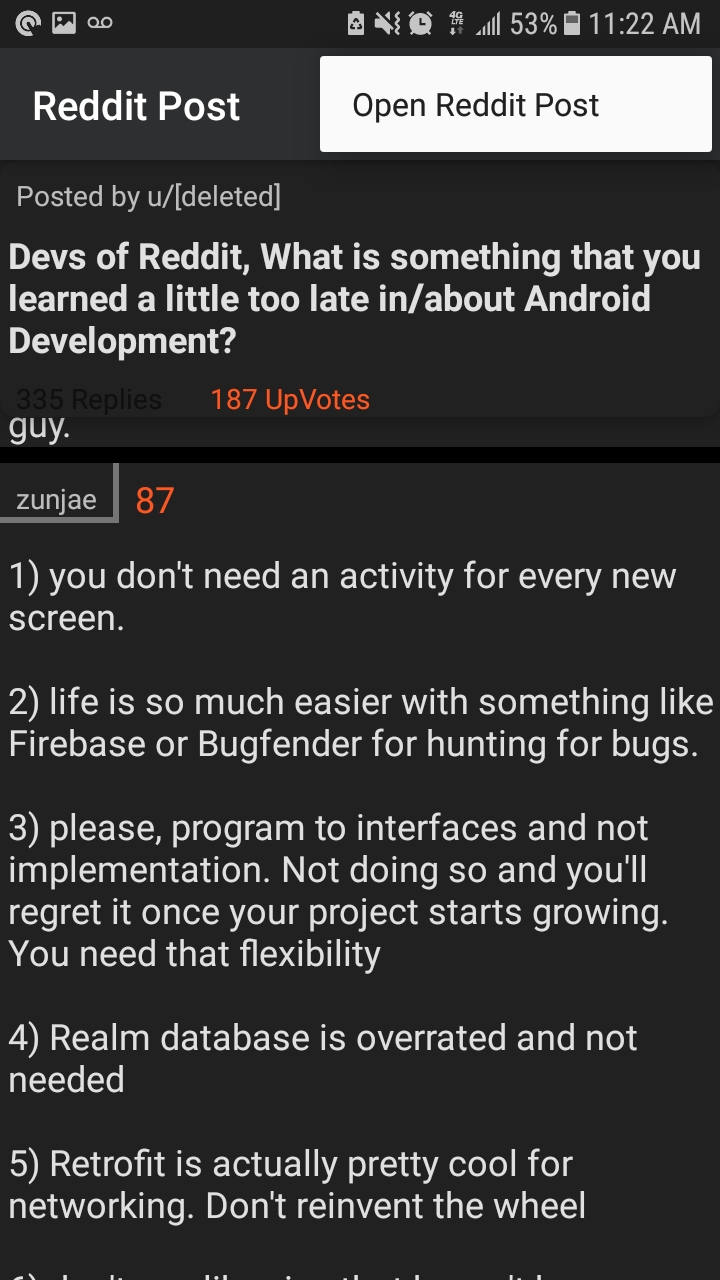 53% 11:22 AM
Reddit Post
Open Reddit Post
Posted by u/[deleted]
Devs of Reddit, What is something that you
learned a little too late in/about Android
Development?
335 Replies 187 UpVotes
guy.
zunjae 87
1) you don't need an activity for every new
screen.
2) life is so much easier with something like
Firebase or Bugfender for hunting for bugs.
3) please, program to interfaces and not
implementation. Not doing so and you'll
regret it once your project starts growing.
You need that flexibility
4) Realm database is overrated and not
needed
5) Retrofit is actually pretty cool for
networking. Don't reinvent the wheel